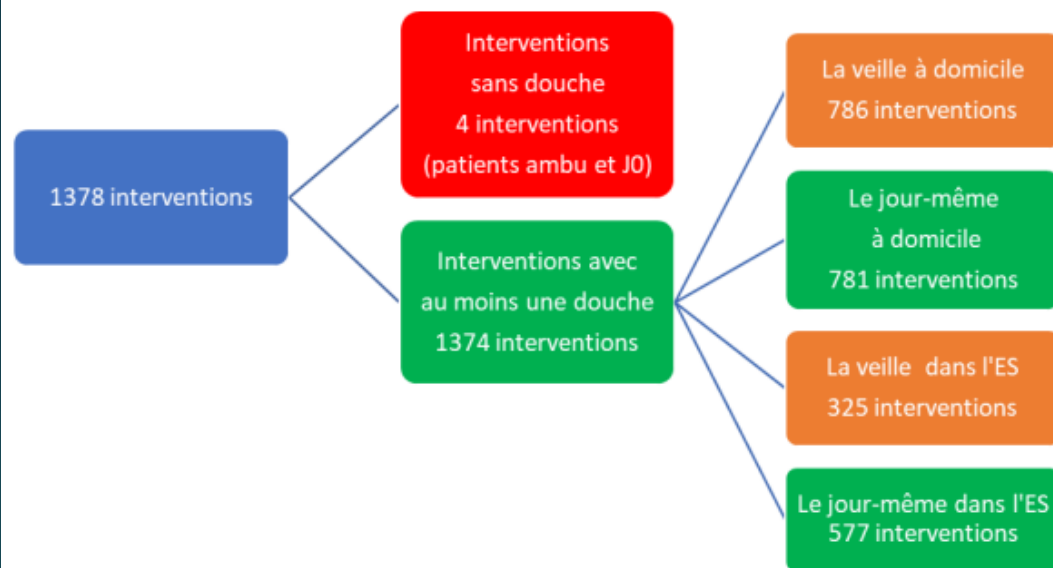 1378 interventions
Interventions
sans douche
4 interventions
(patients ambu et J0)
Interventions avec
au moins une douche
1374 interventions
La veille à domicile
786 interventions
Le jour-même
à domicile
781 interventions
La veille dans l'ES
325 interventions
Le jour-même dans l'ES
577 interventions